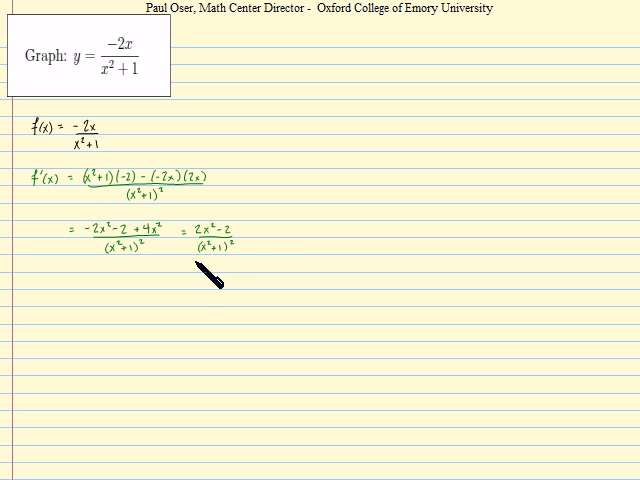 Paul Oser, Math Center Director - Oxford College of Emory University
Graph: y = -2x / (x² + 1)
f(x) = -2x / (x²+1)
f'(x) = (x²+1)(-2) - (-2x)(2x) / (x²+1)²
= -2x²-2+4x² / (x²+1)² = 2x²-2 / (x²+1)²